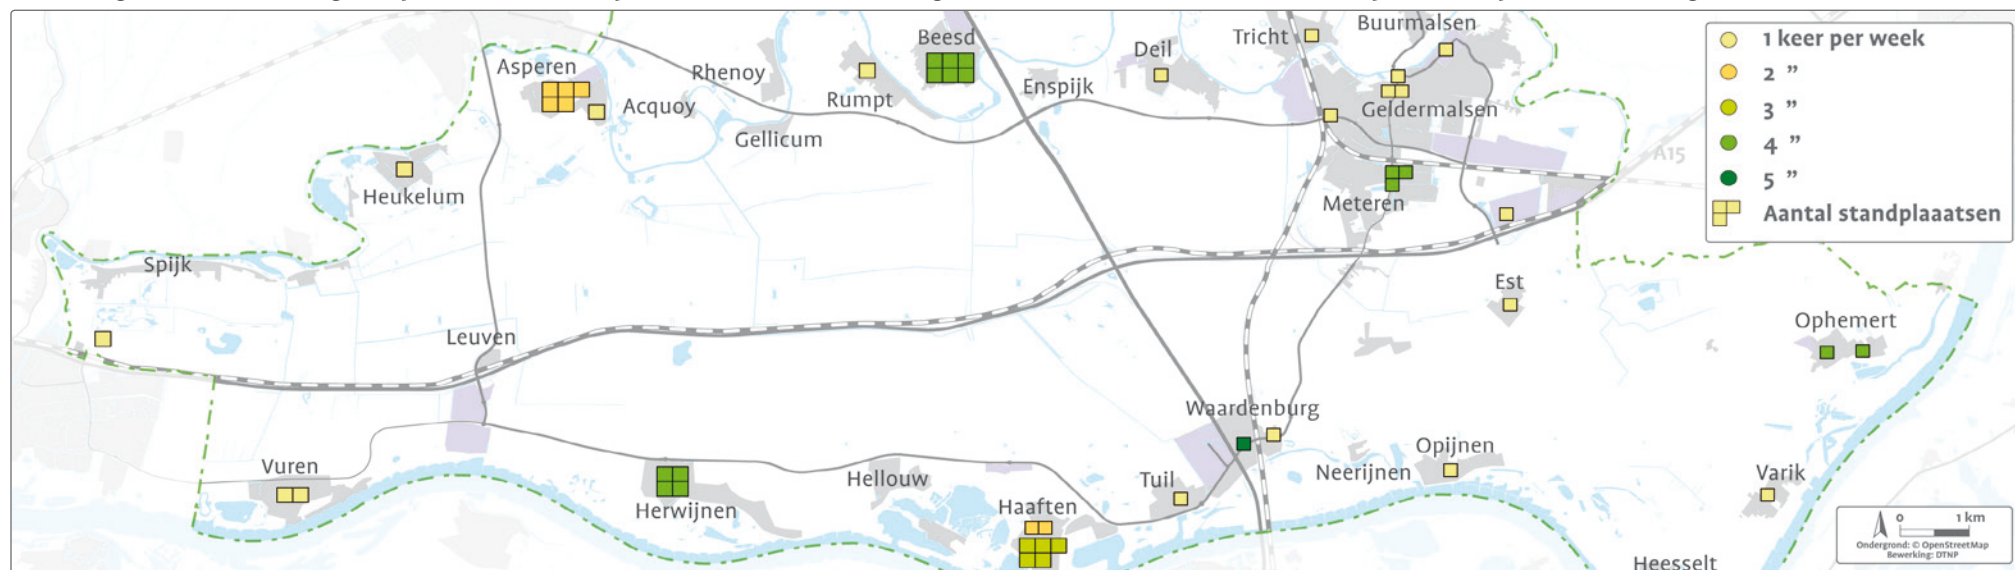 Beesd
Deil
Tricht
Buurmalsen
Asperen
Rhenoy
Acquoy
Rumpt
Enspijk
Geldermalsen
Gellicum
Heukelum
Meteren
A15
Spijk
Est
Leuven
Ophemert
Waardenburg
Vuren
Herwijnen
Hellouw
Haaften
Tuil
Neerijnen
Opijnen
Varik
Heesselt
1 keer per week
2 ”
3 ”
4 ”
5 ”
Aantal standplaaatsen
0 1 km
Ondergrond: © OpenStreetMap
Bewerking: DTNP